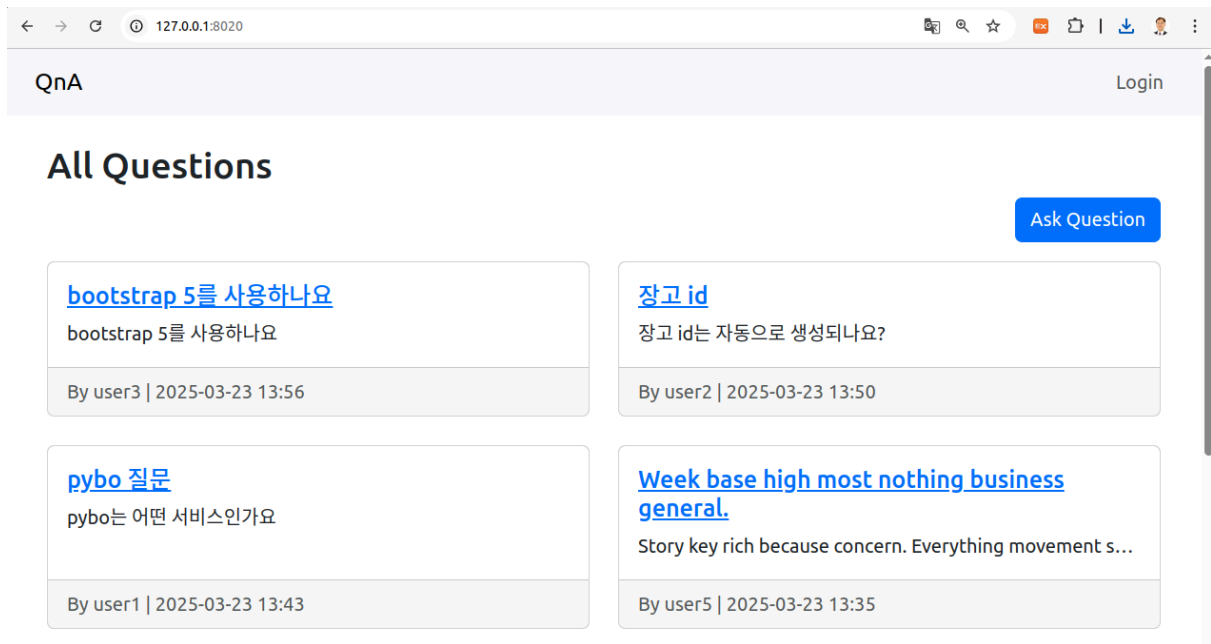 127.0.0.1:8020
QnA
Login
All Questions
Ask Question
bootstrap 5를 사용하나요
bootstrap 5를 사용하나요
By user3 | 2025-03-23 13:56
장고 id
장고 id는 자동으로 생성되나요?
By user2 | 2025-03-23 13:50
pybo 질문
pybo는 어떤 서비스인가요
By user1 | 2025-03-23 13:43
Week base high most nothing business
general.
Story key rich because concern. Everything movement s...
By user5 | 2025-03-23 13:35